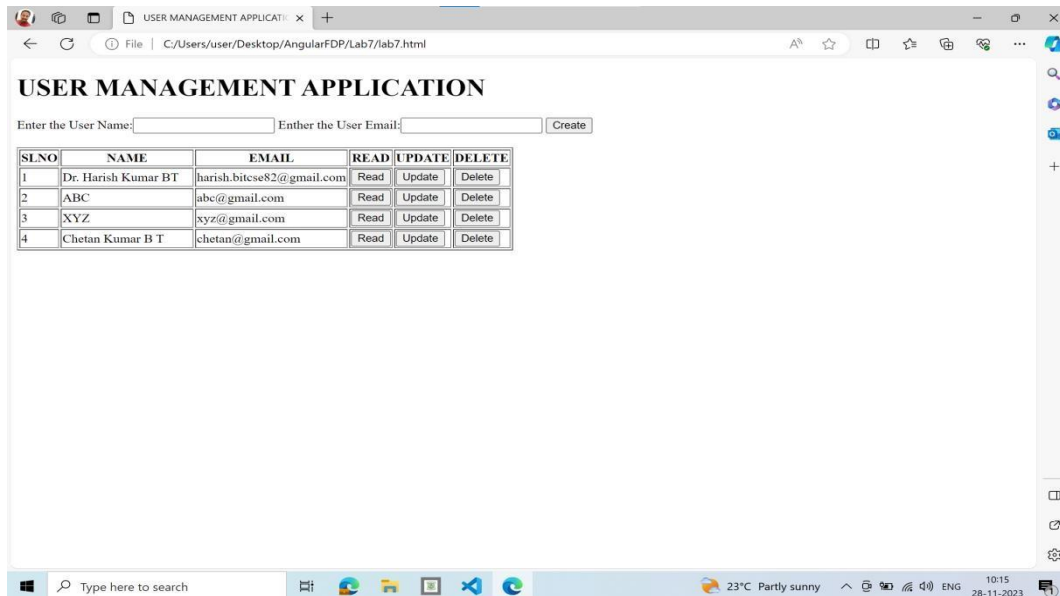 USER MANAGEMENT APPLICATI
File | C:/Users/user/Desktop/AngularFDP/Lab7/lab7.html
USER MANAGEMENT APPLICATION
Enter the User Name: Enther the User Email: Create
SLNO NAME EMAIL READ UPDATE DELETE
1 Dr. Harish Kumar BT harish.bitcse82@gmail.com Read Update Delete
2 ABC abc@gmail.com Read Update Delete
3 XYZ xyz@gmail.com Read Update Delete
4 Chetan Kumar B T chetan@gmail.com Read Update Delete
Type here to search 23°C Partly sunny ENG 10:15
28-11-2023